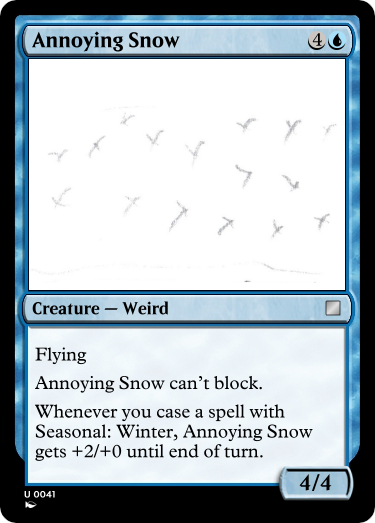 Annoying Snow 4
Creature — Weird
Flying
Annoying Snow can't block.
Whenever you case a spell with
Seasonal: Winter, Annoying Snow
gets +2/+0 until end of turn.
4/4
U 0041